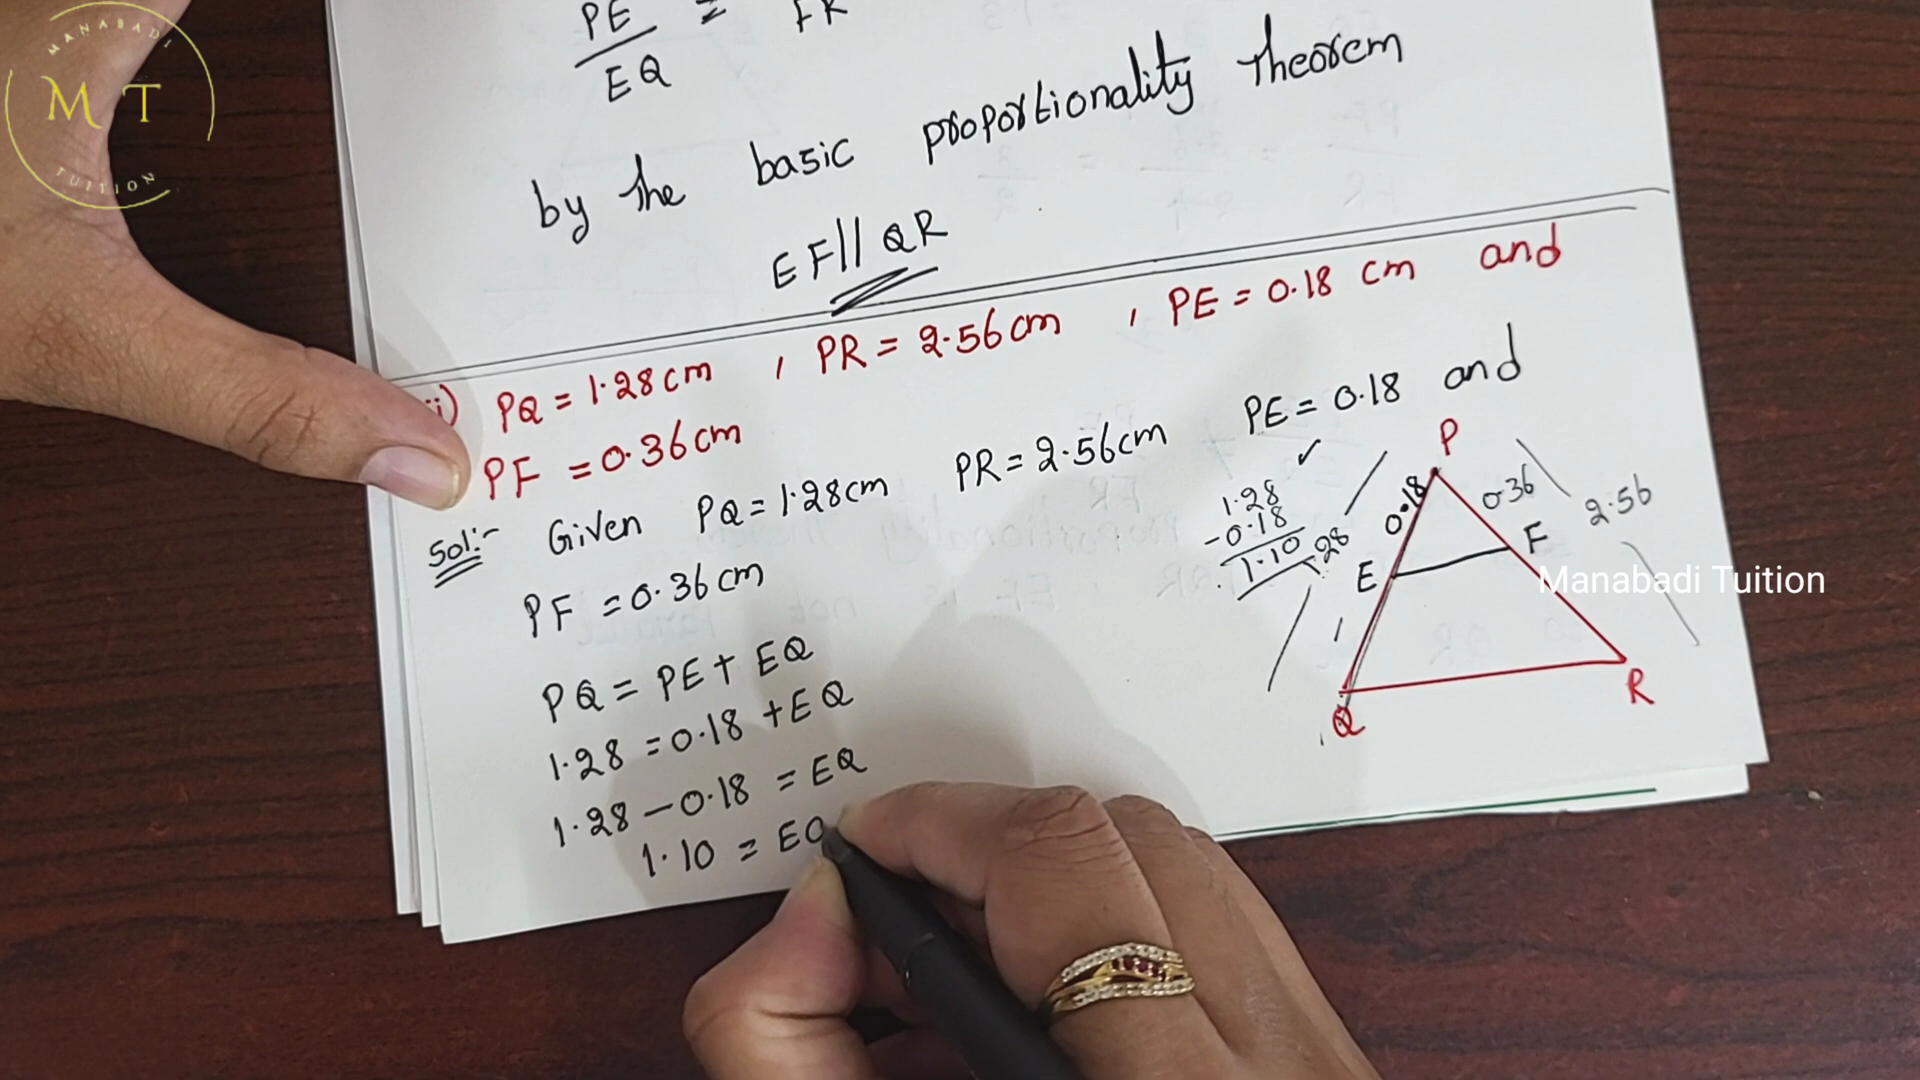 MANABADI
M T
TUITION
PE
EQ
=
by the basic proportionality theorem
EF || QR
) PQ = 1.28 cm , PR = 2.56 cm , PE = 0.18 cm and
PF = 0.36 cm
Sol:- Given PQ = 1.28 cm PR = 2.56 cm PE = 0.18 and
PF = 0.36 cm
PQ = PE + EQ
1.28 = 0.18 + EQ
1.28 - 0.18 = EQ
1.10 = EQ
1.28
-0.18
1.10
P
0.18
0.36
2.56
1.28
E
F
Q
R
Manabadi Tuition